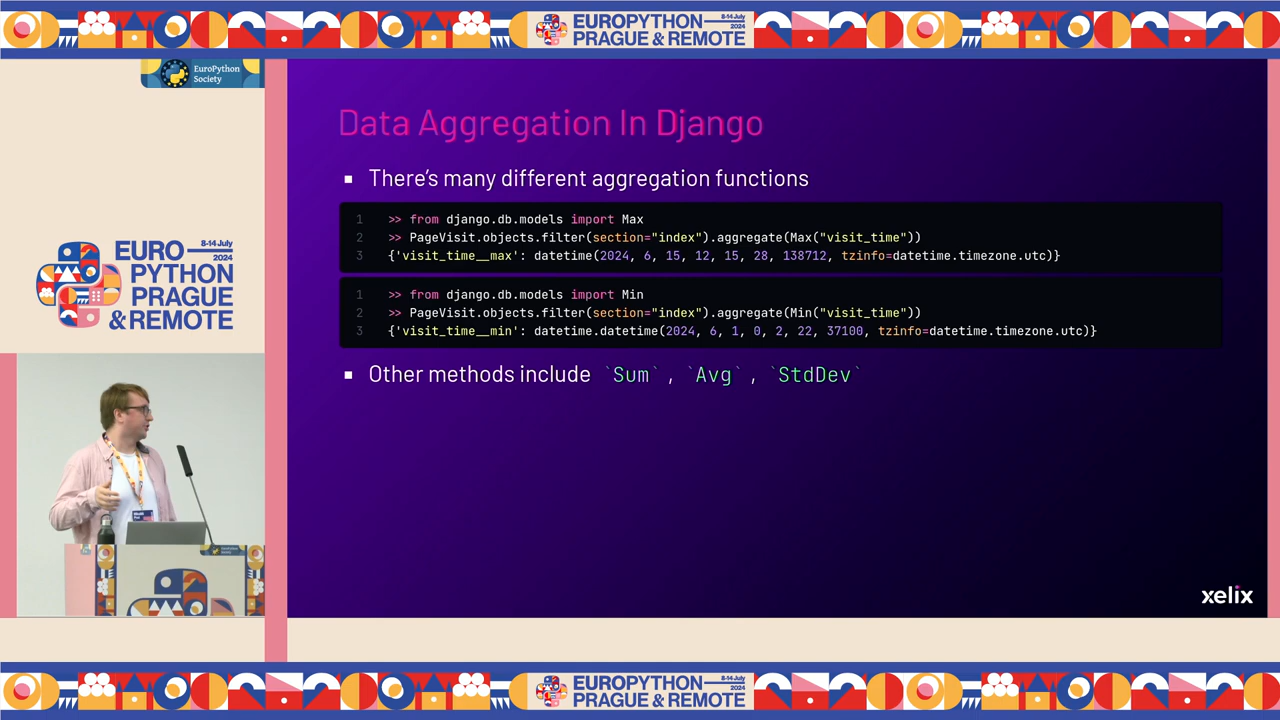 EUROPYTHON
8-14 July
2024
PRAGUE & REMOTE
EuroPython
Society
EURO
8-14 July
PYTHON
PRAGUE
& REMOTE
Data Aggregation In Django
There's many different aggregation functions
1 >> from django.db.models import Max
2 >> PageVisit.objects.filter(section="index").aggregate(Max("visit_time"))
3 {'visit_time__max': datetime(2024, 6, 15, 12, 15, 28, 138712, tzinfo=datetime.timezone.utc)}
1 >> from django.db.models import Min
2 >> PageVisit.objects.filter(section="index").aggregate(Min("visit_time"))
3 {'visit_time__min': datetime.datetime(2024, 6, 1, 0, 2, 22, 37100, tzinfo=datetime.timezone.utc)}
Other methods include `Sum`, `Avg`, `StdDev`
xelix
EUROPYTHON
8-14 July
2024
PRAGUE & REMOTE